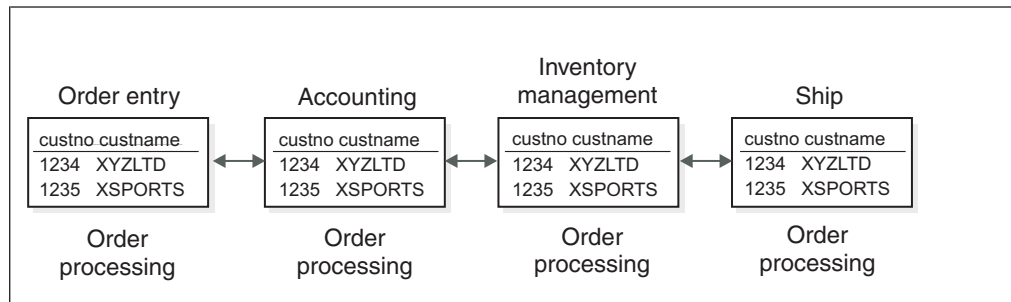 Order entry
custno custname
1234 XYZLTD
1235 XSPORTS
Order
processing
Accounting
custno custname
1234 XYZLTD
1235 XSPORTS
Order
processing
Inventory
management
custno custname
1234 XYZLTD
1235 XSPORTS
Order
processing
Ship
custno custname
1234 XYZLTD
1235 XSPORTS
Order
processing